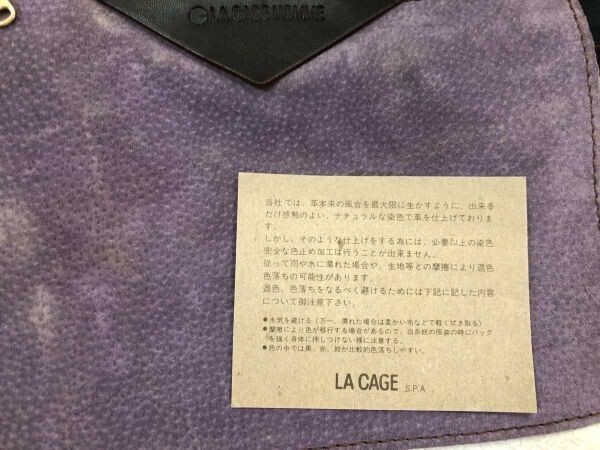 LA CAGE HOMME
当社では、革本来の風合を最大限に生かすように、出来る
だけ感触のよい、ナチュラルな染色で革を仕上げておりま
す。
しかし、そのような仕上げをする為には、必要以上の染色
完全な色止め加工は行うことが出来ません。
従って雨や水に濡れた場合や、生地等との摩擦により退色
色落ちの可能性があります。
退色、色落ちをなるべく避けるためには下記に記した内容
について御注意下さい。
●水気を避ける(万一、濡れた場合は柔かい布などで軽く拭き取る)
●摩擦により色が移行する場合があるので、白系統の服装の時にバッグ
を強く身体に押しつけない様に注意する。
●色の中では黒、赤、紺が比較的色落ちしやすい。
LA CAGE S.P.A